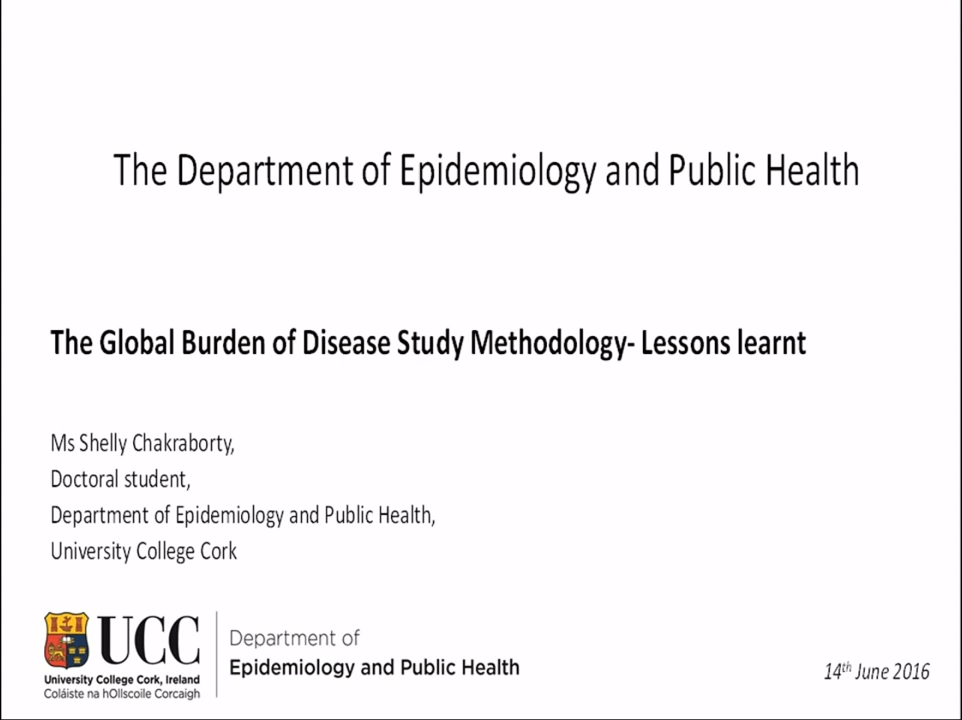 The Department of Epidemiology and Public Health
The Global Burden of Disease Study Methodology- Lessons learnt
Ms Shelly Chakraborty,
Doctoral student,
Department of Epidemiology and Public Health,
University College Cork
UCC
University College Cork, Ireland
Coláiste na hOllscoile Corcaigh
Department of
Epidemiology and Public Health
14th June 2016